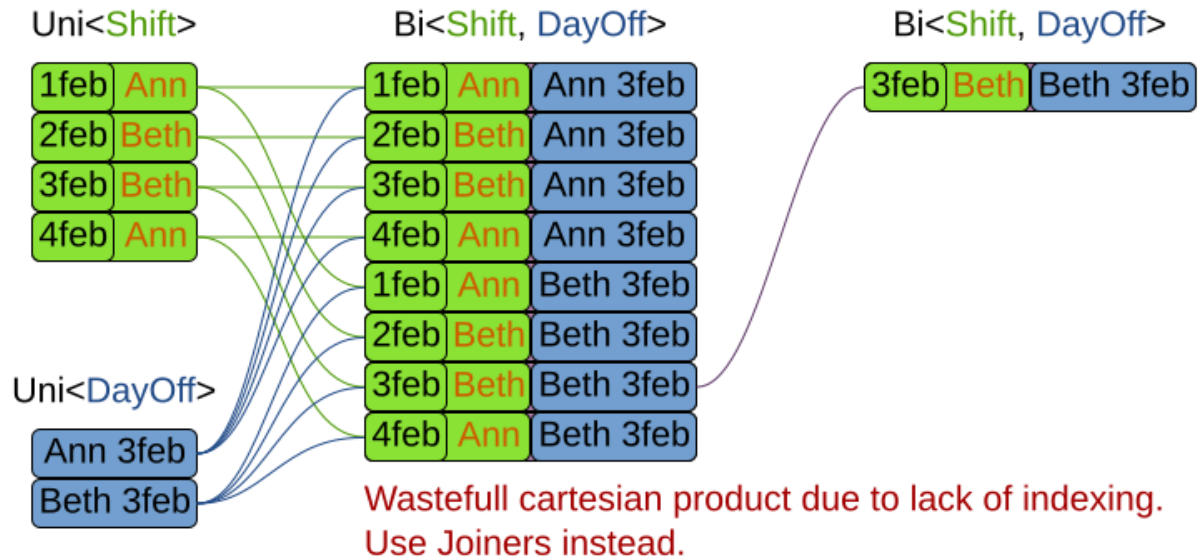 Uni<Shift>
Bi<Shift, DayOff>
Bi<Shift, DayOff>
1feb Ann
2feb Beth
3feb Beth
4feb Ann
1feb Ann Ann 3feb
2feb Beth Ann 3feb
3feb Beth Ann 3feb
4feb Ann Ann 3feb
1feb Ann Beth 3feb
2feb Beth Beth 3feb
3feb Beth Beth 3feb
4feb Ann Beth 3feb
3feb Beth Beth 3feb
Uni<DayOff>
Ann 3feb
Beth 3feb
Wastefull cartesian product due to lack of indexing.
Use Joiners instead.